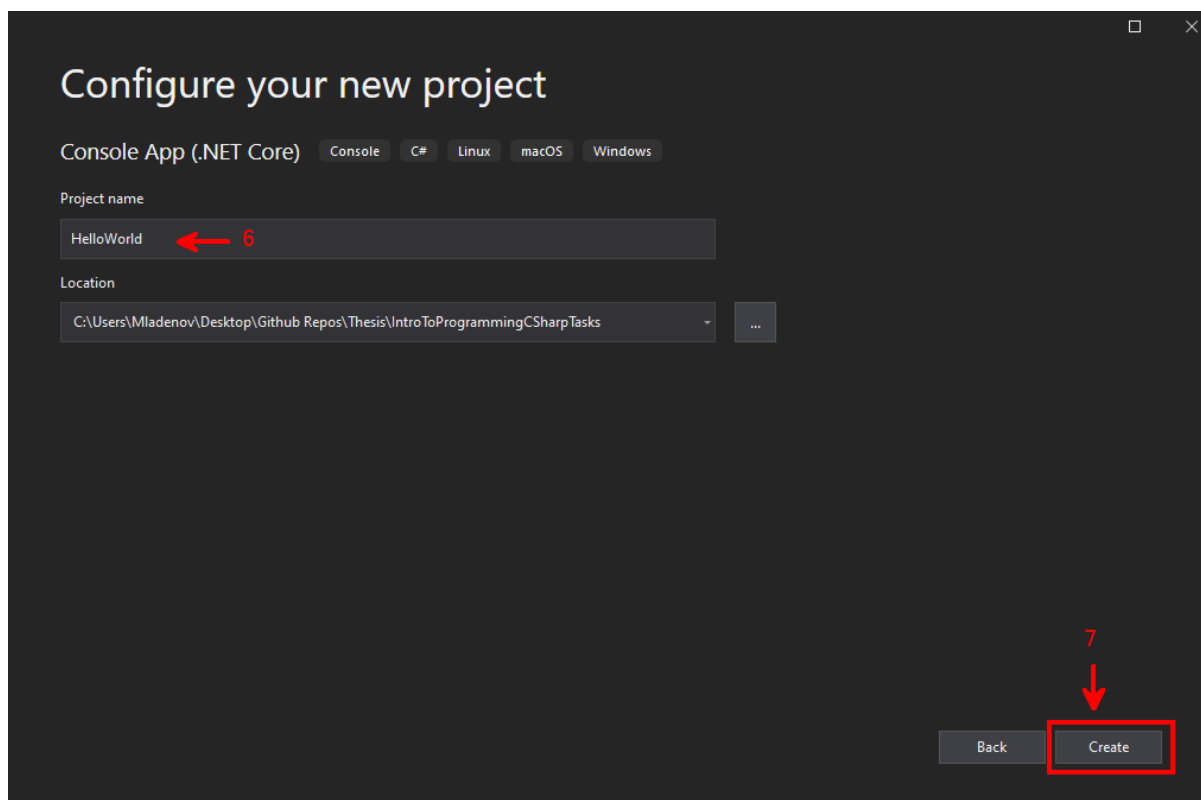 Configure your new project
Console App (.NET Core) Console C# Linux macOS Windows
Project name
HelloWorld 6
Location
C:\Users\Mladenov\Desktop\Github Repos\Thesis\IntroToProgrammingCSharpTasks ...
7
Back Create